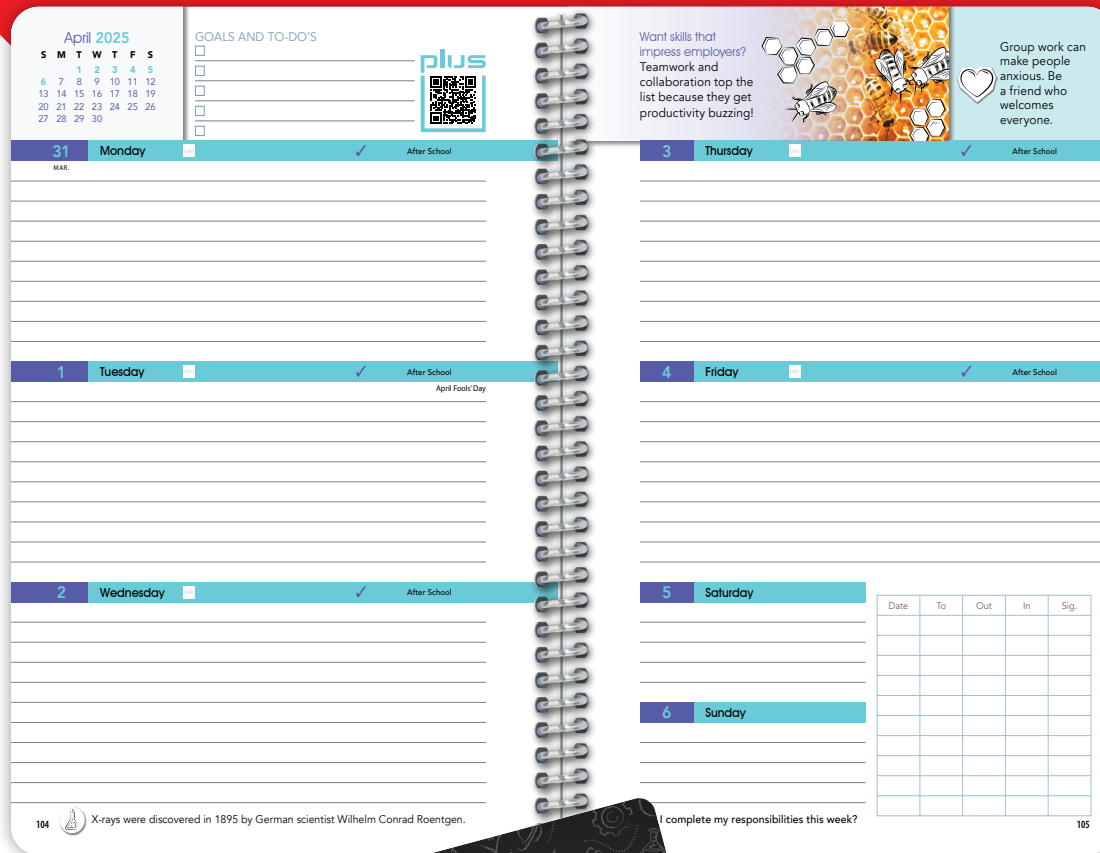 April 2025
S M T W T F S
1 2 3 4 5
6 7 8 9 10 11 12
13 14 15 16 17 18 19
20 21 22 23 24 25 26
27 28 29 30
GOALS AND TO-DO'S
plus
31 Monday ✓ After School
MAR.
1 Tuesday ✓ After School
April Fools' Day
2 Wednesday ✓ After School
104
X-rays were discovered in 1895 by German scientist Wilhelm Conrad Roentgen.
Want skills that
impress employers?
Teamwork and
collaboration top the
list because they get
productivity buzzing!
Group work can
make people
anxious. Be
a friend who
welcomes
everyone.
3 Thursday ✓ After School
4 Friday ✓ After School
5 Saturday
6 Sunday
Date To Out In Sig.
I complete my responsibilities this week?
105